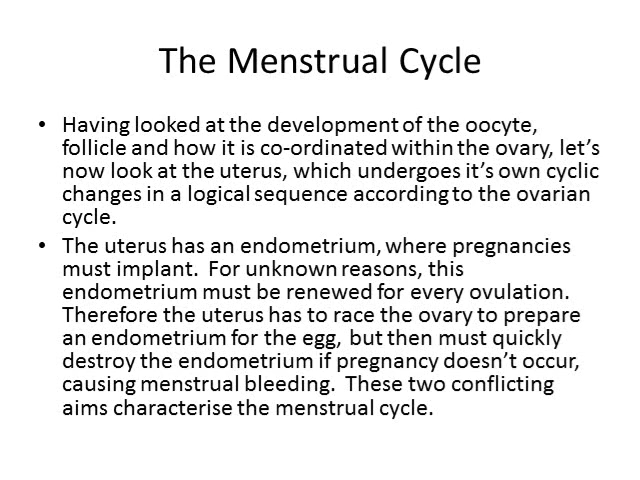 The Menstrual Cycle
• Having looked at the development of the oocyte,
follicle and how it is co-ordinated within the ovary, let’s
now look at the uterus, which undergoes it’s own cyclic
changes in a logical sequence according to the ovarian
cycle.
• The uterus has an endometrium, where pregnancies
must implant.  For unknown reasons, this
endometrium must be renewed for every ovulation.
Therefore the uterus has to race the ovary to prepare
an endometrium for the egg, but then must quickly
destroy the endometrium if pregnancy doesn’t occur,
causing menstrual bleeding.  These two conflicting
aims characterise the menstrual cycle.